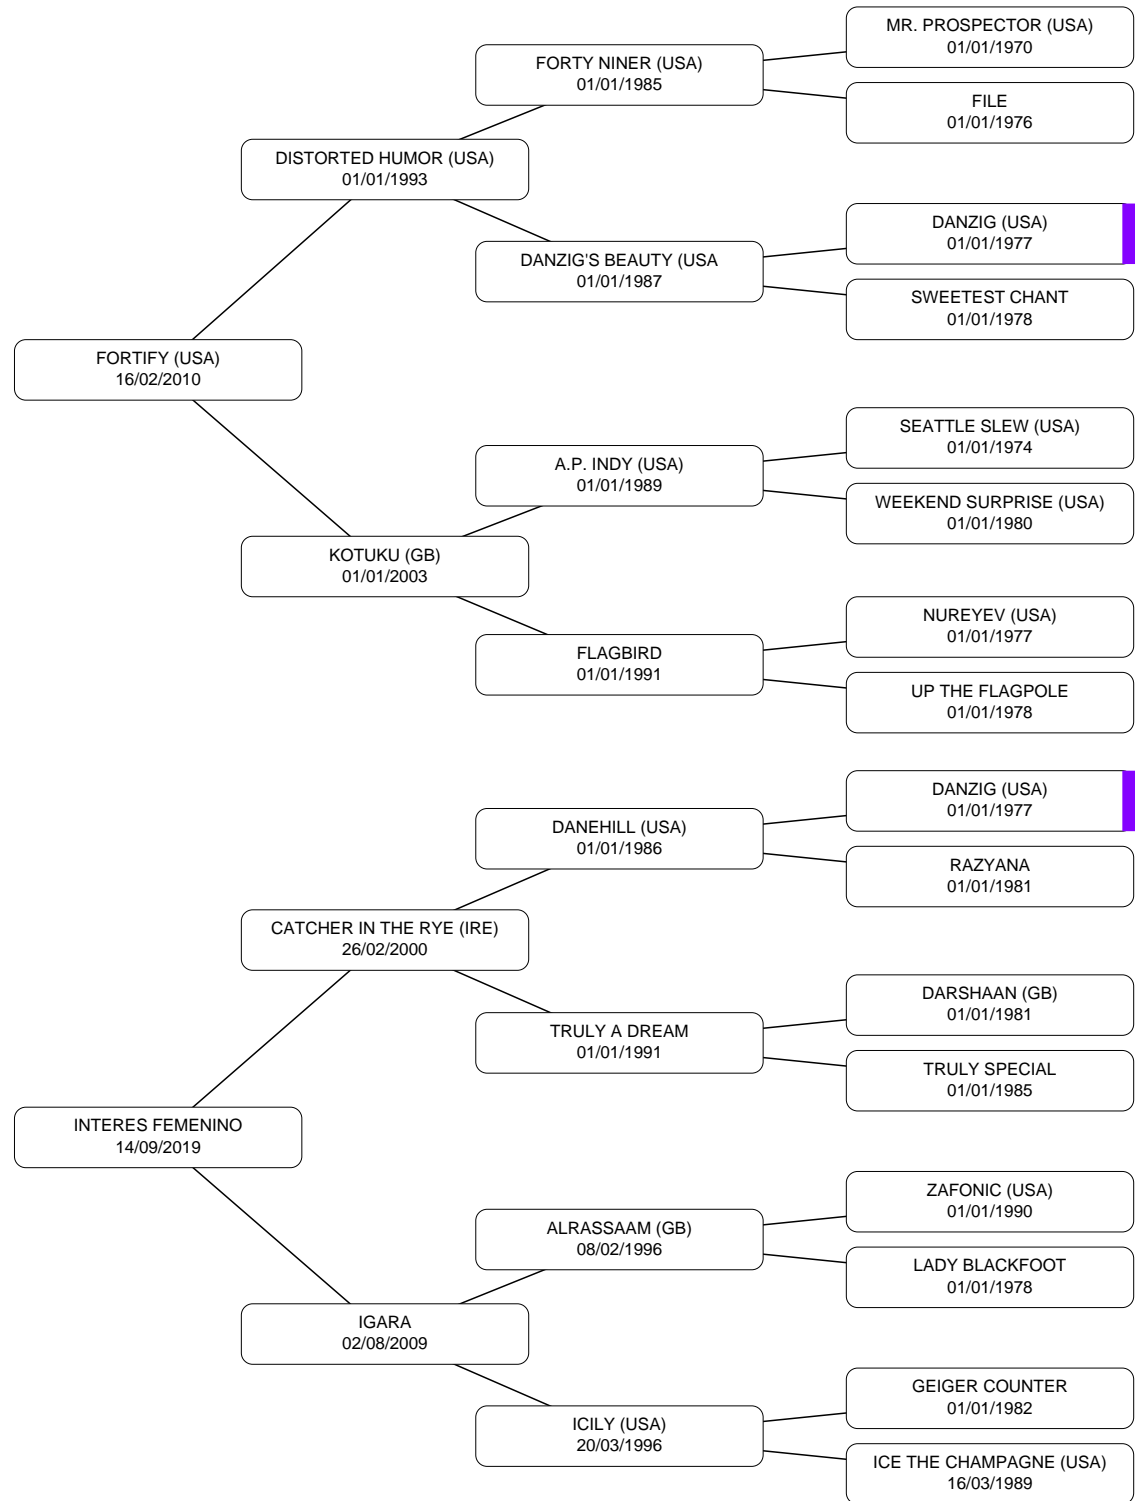 MR. PROSPECTOR (USA)
01/01/1970
FORTY NINER (USA)
01/01/1985
FILE
01/01/1976
DISTORTED HUMOR (USA)
01/01/1993
DANZIG (USA)
01/01/1977
DANZIG'S BEAUTY (USA
01/01/1987
SWEETEST CHANT
01/01/1978
FORTIFY (USA)
16/02/2010
SEATTLE SLEW (USA)
01/01/1974
A.P. INDY (USA)
01/01/1989
WEEKEND SURPRISE (USA)
01/01/1980
KOTUKU (GB)
01/01/2003
NUREYEV (USA)
01/01/1977
FLAGBIRD
01/01/1991
UP THE FLAGPOLE
01/01/1978
DANZIG (USA)
01/01/1977
DANEHILL (USA)
01/01/1986
RAZYANA
01/01/1981
CATCHER IN THE RYE (IRE)
26/02/2000
DARSHAAN (GB)
01/01/1981
TRULY A DREAM
01/01/1991
TRULY SPECIAL
01/01/1985
INTERES FEMENINO
14/09/2019
ZAFONIC (USA)
01/01/1990
ALRASSAAM (GB)
08/02/1996
LADY BLACKFOOT
01/01/1978
IGARA
02/08/2009
GEIGER COUNTER
01/01/1982
ICILY (USA)
20/03/1996
ICE THE CHAMPAGNE (USA)
16/03/1989